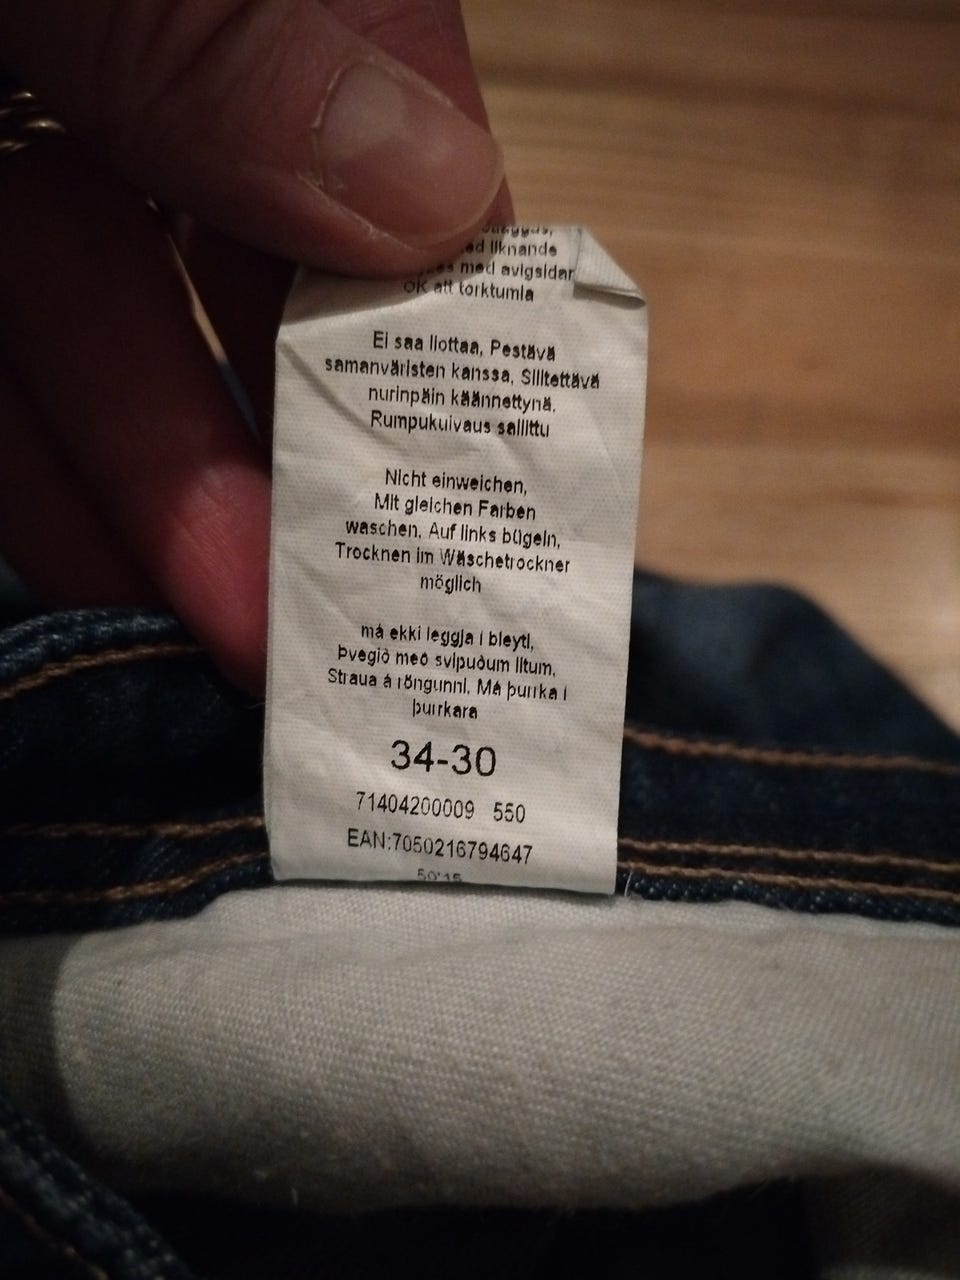 liknande
med avigsidan
OK att torktumla
Ei saa liottaa, Pestävä
samanväristen kanssa, Silitettävä
nurinpäin käännettynä.
Rumpukuivaus sallittu
Nicht einweichen,
Mit gleichen Farben
waschen, Auf links bügeln,
Trocknen im Wäschetrockner
möglich
má ekki leggja í bleyti,
Þvegið með svipuðum litum,
Straua á röngunni, Má þurrka í
þurrkara
34-30
71404200009 550
EAN:7050216794647
50'15